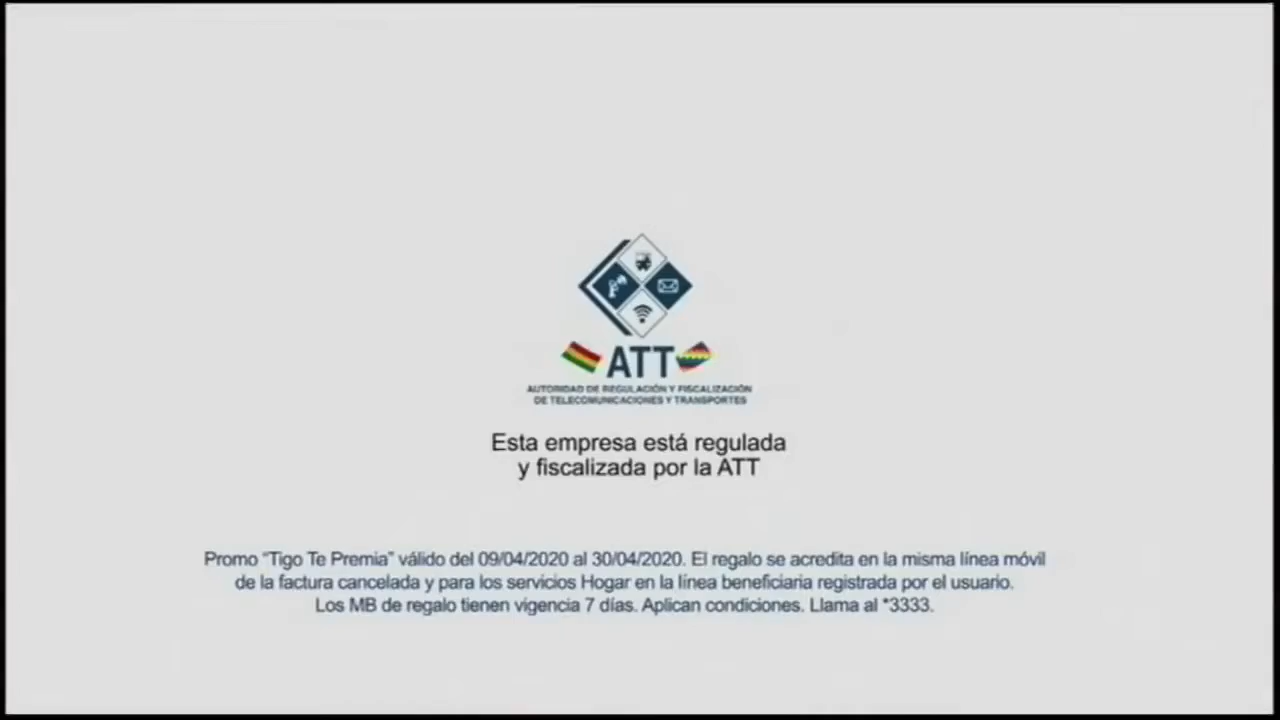 ATT
AUTORIDAD DE REGULACIÓN Y FISCALIZACIÓN
DE TELECOMUNICACIONES Y TRANSPORTES
Esta empresa está regulada
y fiscalizada por la ATT
Promo “Tigo Te Premia” válido del 09/04/2020 al 30/04/2020. El regalo se acredita en la misma línea móvil
de la factura cancelada y para los servicios Hogar en la línea beneficiaria registrada por el usuario.
Los MB de regalo tienen vigencia 7 días. Aplican condiciones. Llama al *3333.